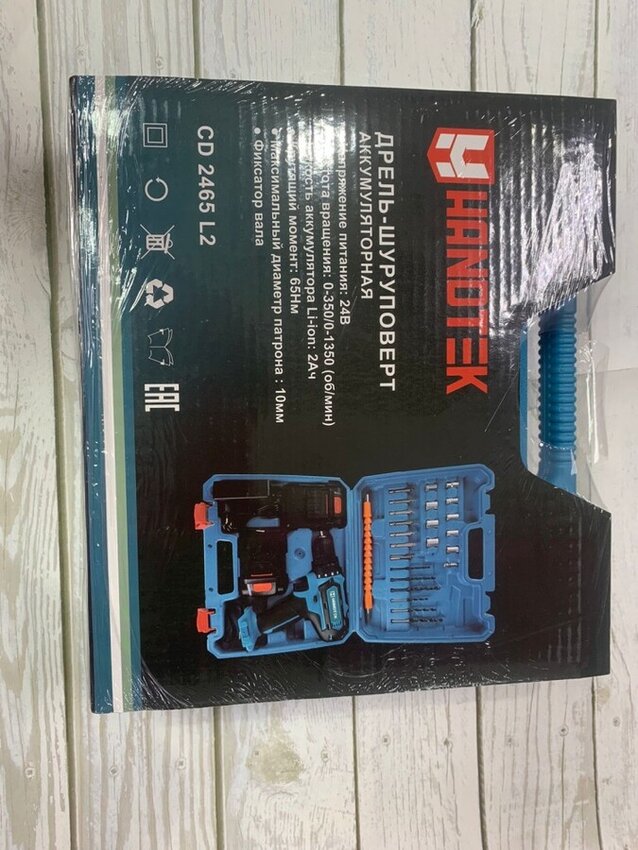 HANDTEK
ДРЕЛЬ-ШУРУПОВЕРТ
АККУМУЛЯТОРНАЯ
питания: 24В
вращения: 0-350/0-1350 (об/мин)
аккумулятора Li-ion: 2Ач
момент: 65Нм
• Максимальный диаметр патрона : 10мм
• Фиксатор вала
CD 2465 L2
EAC
HANDTEK